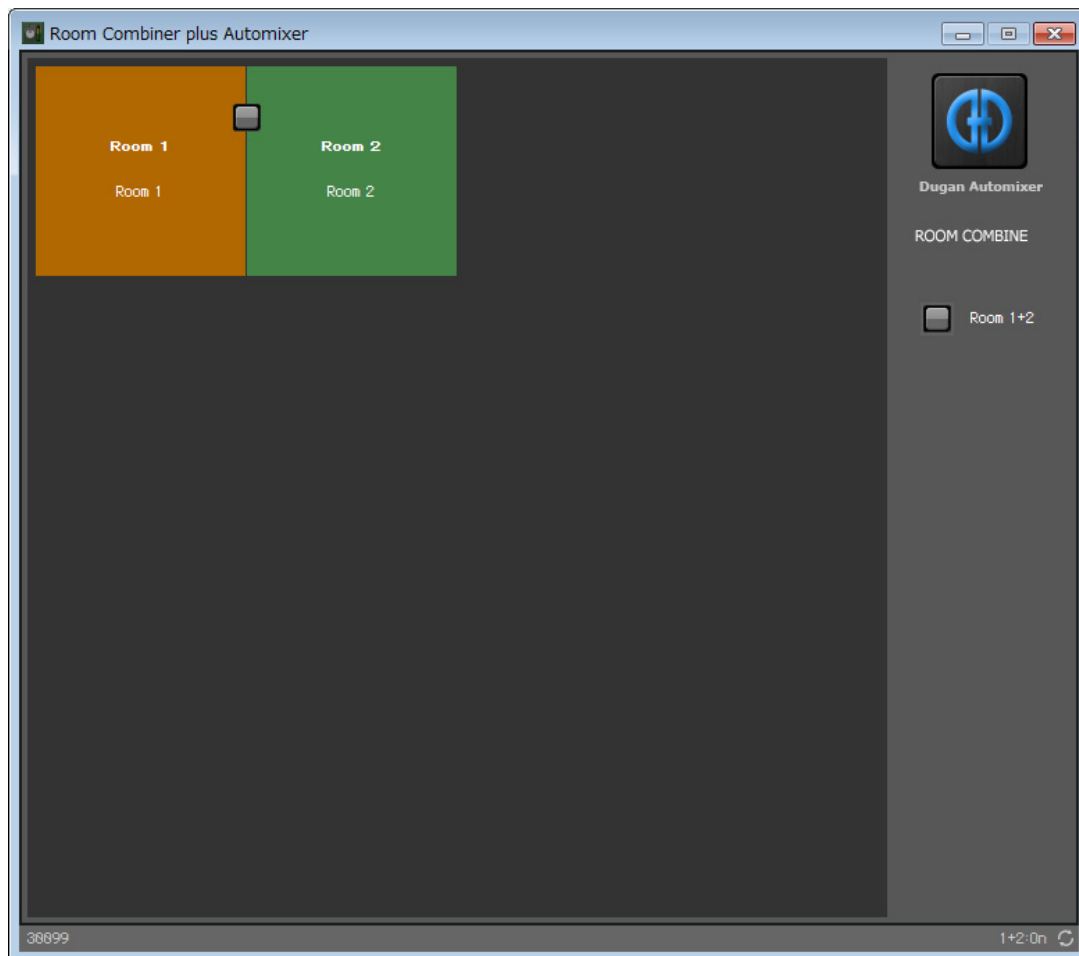 Room Combiner plus Automixer
Room 1
Room 2
Room 1
Room 2
Dugan Automixer
ROOM COMBINE
Room 1+2
30099
1+2:On